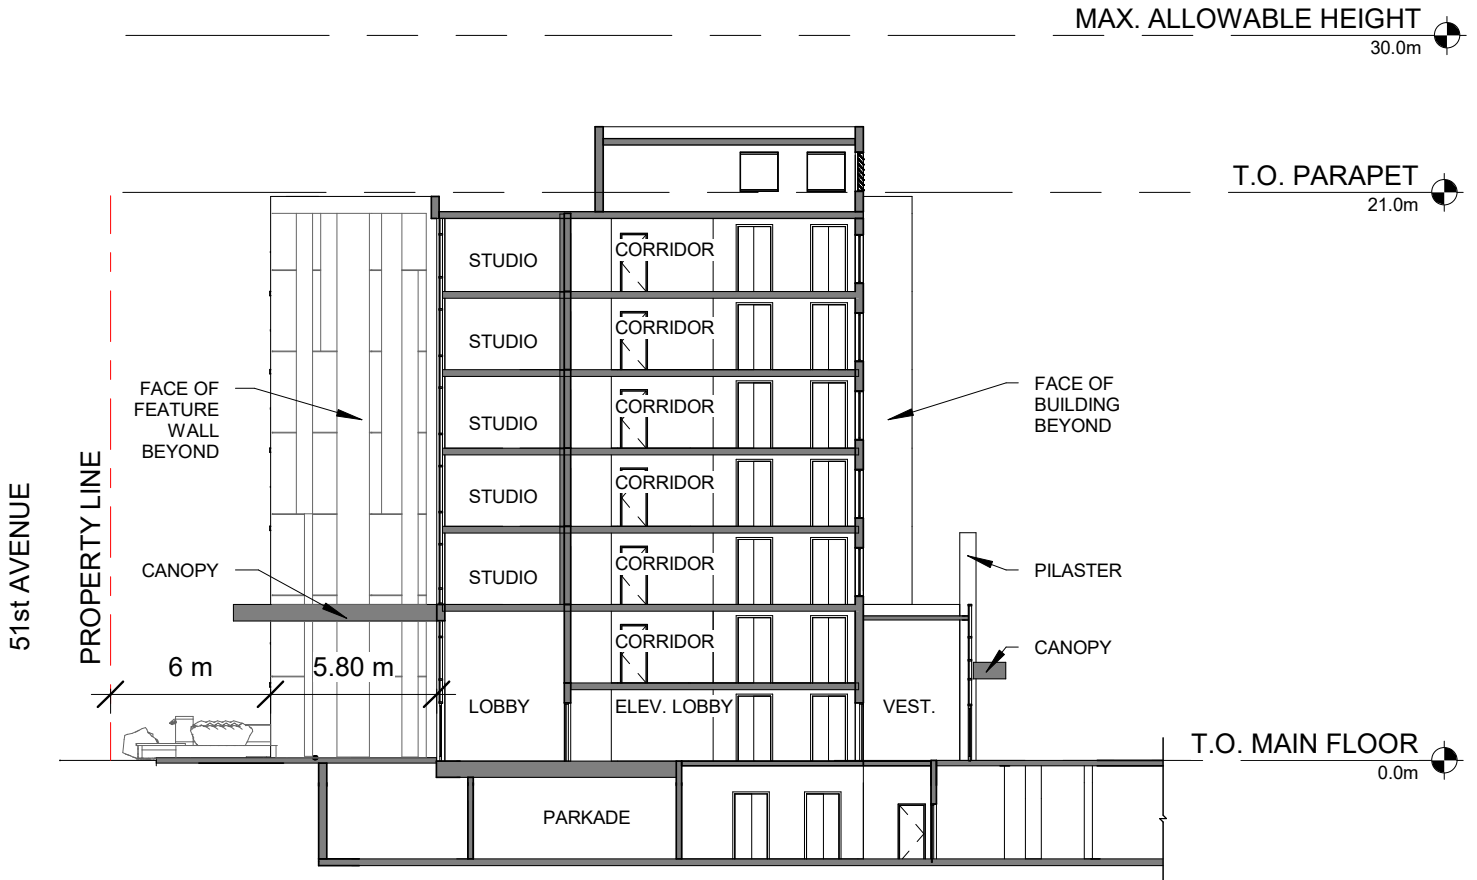 MAX. ALLOWABLE HEIGHT
30.0m
T.O. PARAPET
21.0m
STUDIO
CORRIDOR
STUDIO
CORRIDOR
FACE OF
FEATURE
WALL
BEYOND
STUDIO
CORRIDOR
FACE OF
BUILDING
BEYOND
STUDIO
CORRIDOR
51st AVENUE
PROPERTY LINE
CANOPY
STUDIO
CORRIDOR
PILASTER
CORRIDOR
CANOPY
6 m
5.80 m
LOBBY
ELEV. LOBBY
VEST.
T.O. MAIN FLOOR
0.0m
PARKADE